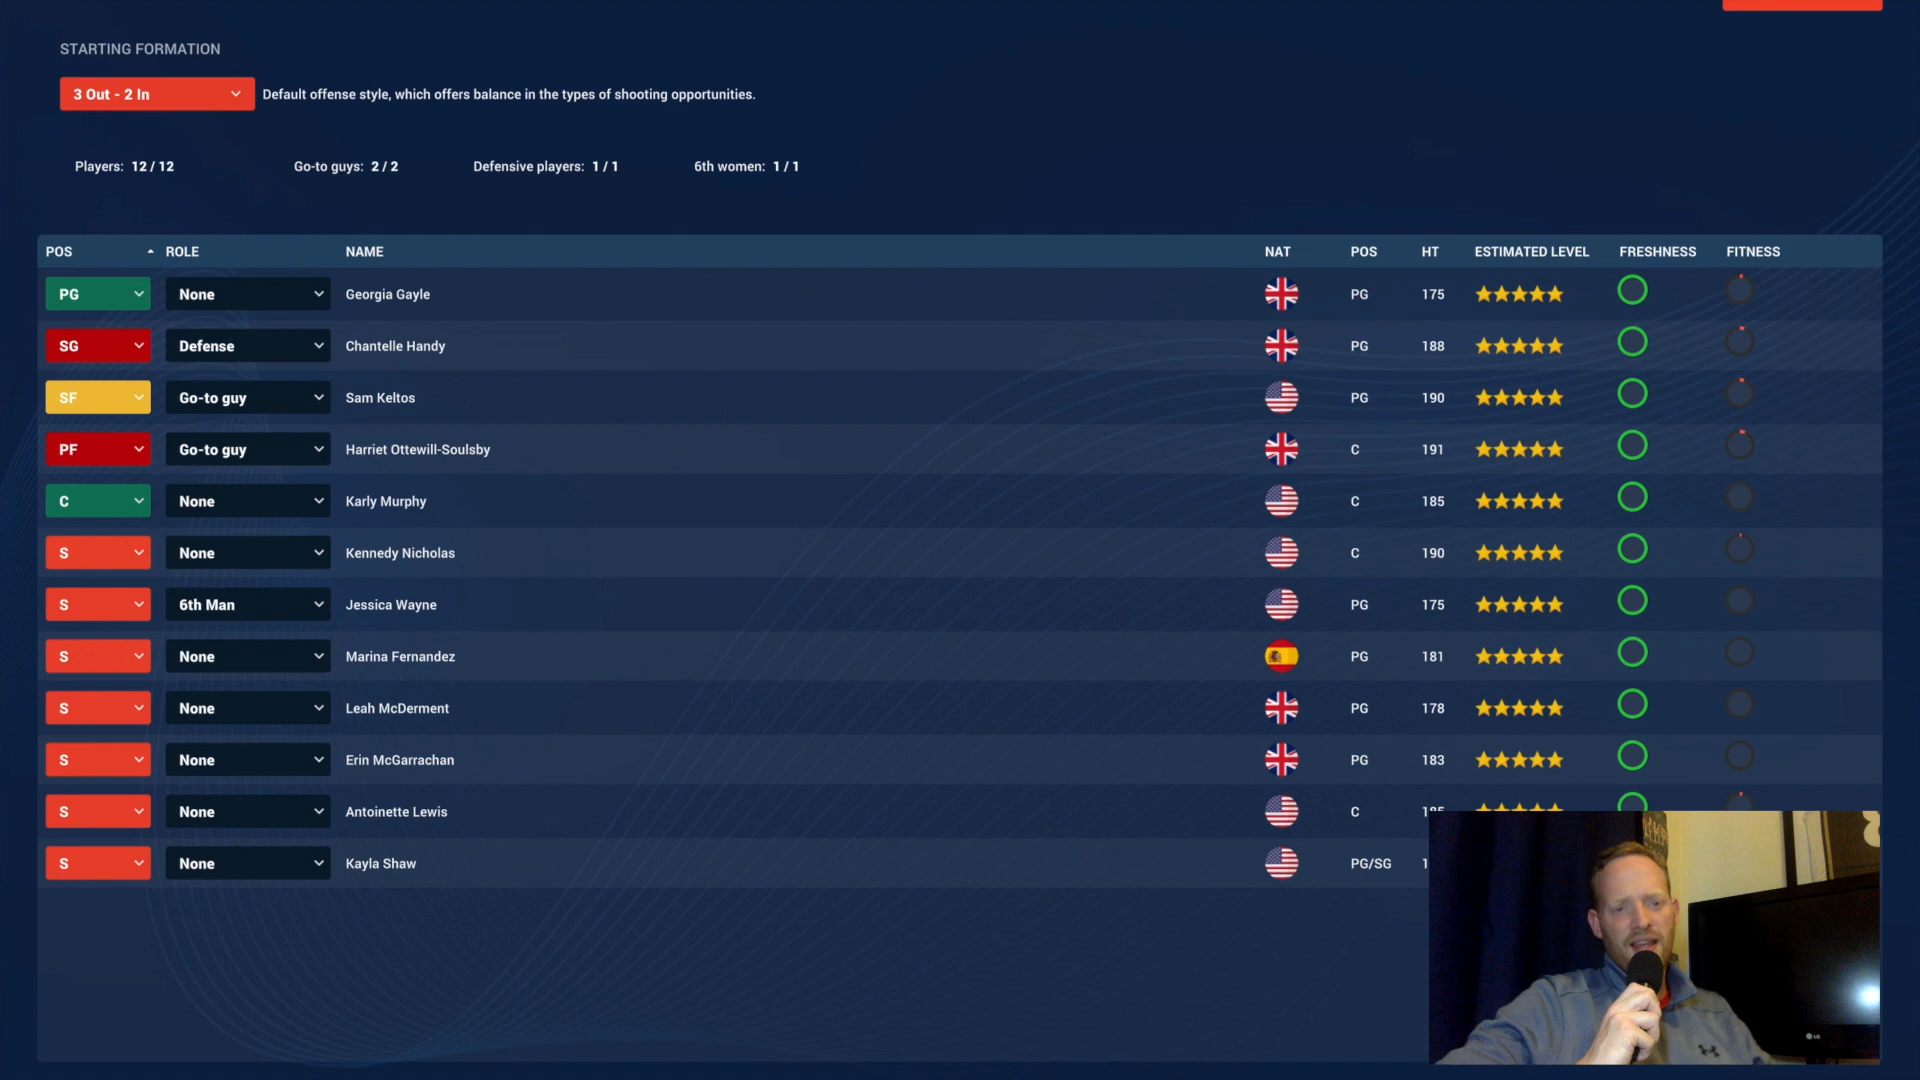 STARTING FORMATION
3 Out - 2 In Default offense style, which offers balance in the types of shooting opportunities.
Players: 12 / 12 Go-to guys: 2 / 2 Defensive players: 1 / 1 6th women: 1 / 1
POS ROLE NAME NAT POS HT ESTIMATED LEVEL FRESHNESS FITNESS
PG None Georgia Gayle PG 175
SG Defense Chantelle Handy PG 188
SF Go-to guy Sam Keltos PG 190
PF Go-to guy Harriet Ottewill-Soulsby C 191
C None Karly Murphy C 185
S None Kennedy Nicholas C 190
S 6th Man Jessica Wayne PG 175
S None Marina Fernandez PG 181
S None Leah McDerment PG 178
S None Erin McGarrachan PG 183
S None Antoinette Lewis C 185
S None Kayla Shaw PG/SG
LG